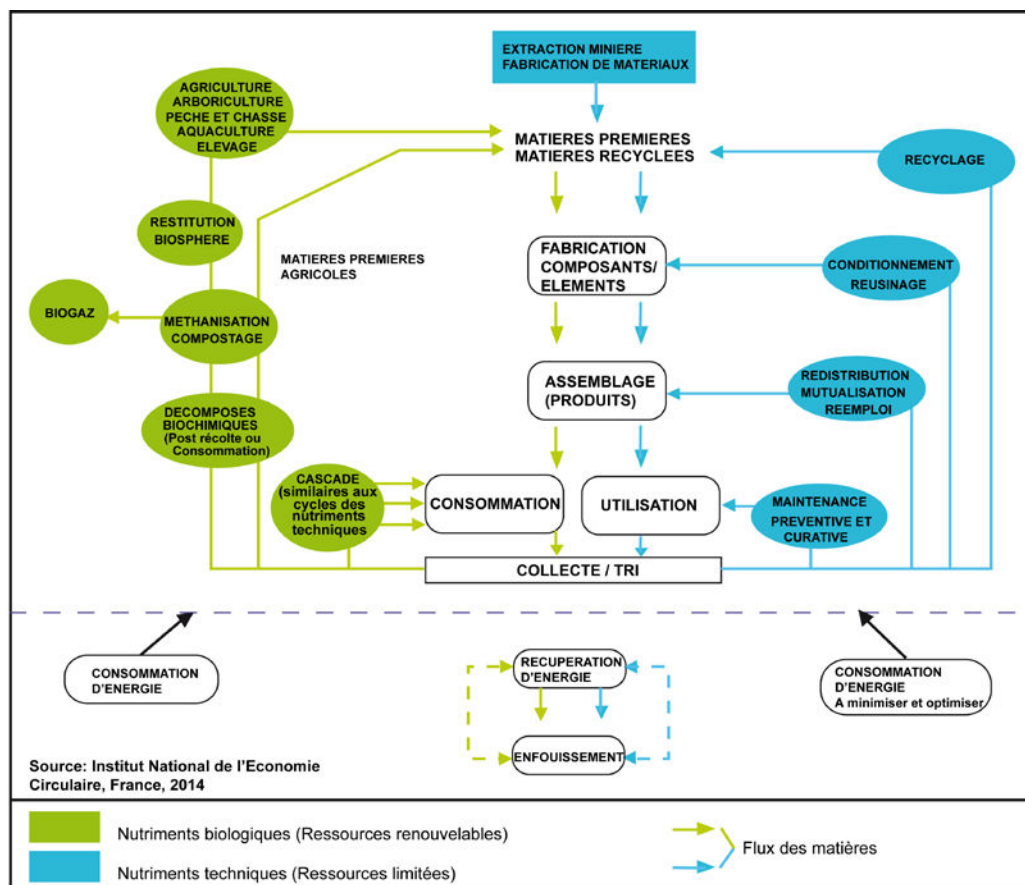 EXTRACTION MINIERE
FABRICATION DE MATERIAUX
AGRICULTURE
ARBORICULTURE
PECHE ET CHASSE
AQUACULTURE
ELEVAGE
MATIERES PREMIERES
MATIERES RECYCLEES
RECYCLAGE
RESTITUTION
BIOSPHERE
MATIERES PREMIERES
AGRICOLES
FABRICATION
COMPOSANTS/
ELEMENTS
CONDITIONNEMENT
REUSINAGE
BIOGAZ
METHANISATION
COMPOSTAGE
ASSEMBLAGE
(PRODUITS)
REDISTRIBUTION
MUTUALISATION
REEMPLOI
DECOMPOSES
BIOCHIMIQUES
(Post récolte ou
Consommation)
CASCADE
(similaires aux
cycles des
nutriments
techniques
CONSOMMATION
UTILISATION
MAINTENANCE
PREVENTIVE ET
CURATIVE
COLLECTE / TRI
CONSOMMATION
D'ENERGIE
RECUPERATION
D'ENERGIE
CONSOMMATION
D'ENERGIE
A minimiser et optimiser
ENFOUISSEMENT
Source: Institut National de l'Economie
Circulaire, France, 2014
Nutriments biologiques (Ressources renouvelables)
Nutriments techniques (Ressources limitées)
Flux des matières